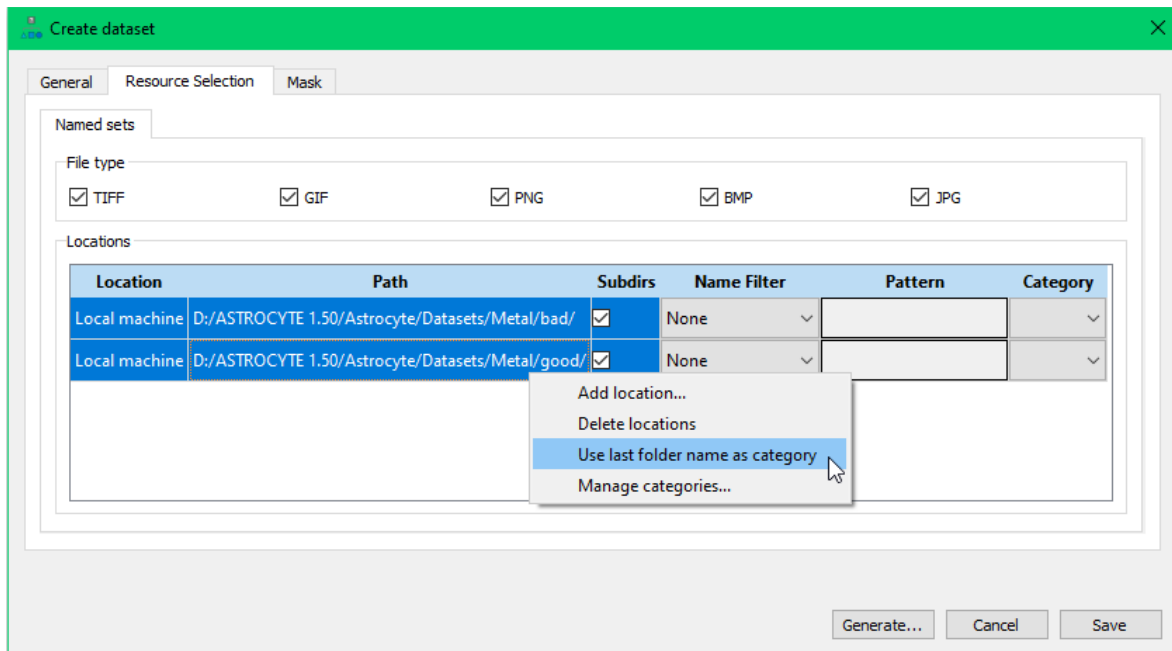 Create dataset
General Resource Selection Mask
Named sets
File type
TIFF GIF PNG BMP JPG
Locations
Location Path Subdirs Name Filter Pattern Category
Local machine D:/ASTROCYTE 1.50/Astrocyte/Datasets/Metal/bad/ None
Local machine D:/ASTROCYTE 1.50/Astrocyte/Datasets/Metal/good/ None
Add location...
Delete locations
Use last folder name as category
Manage categories...
Generate... Cancel Save